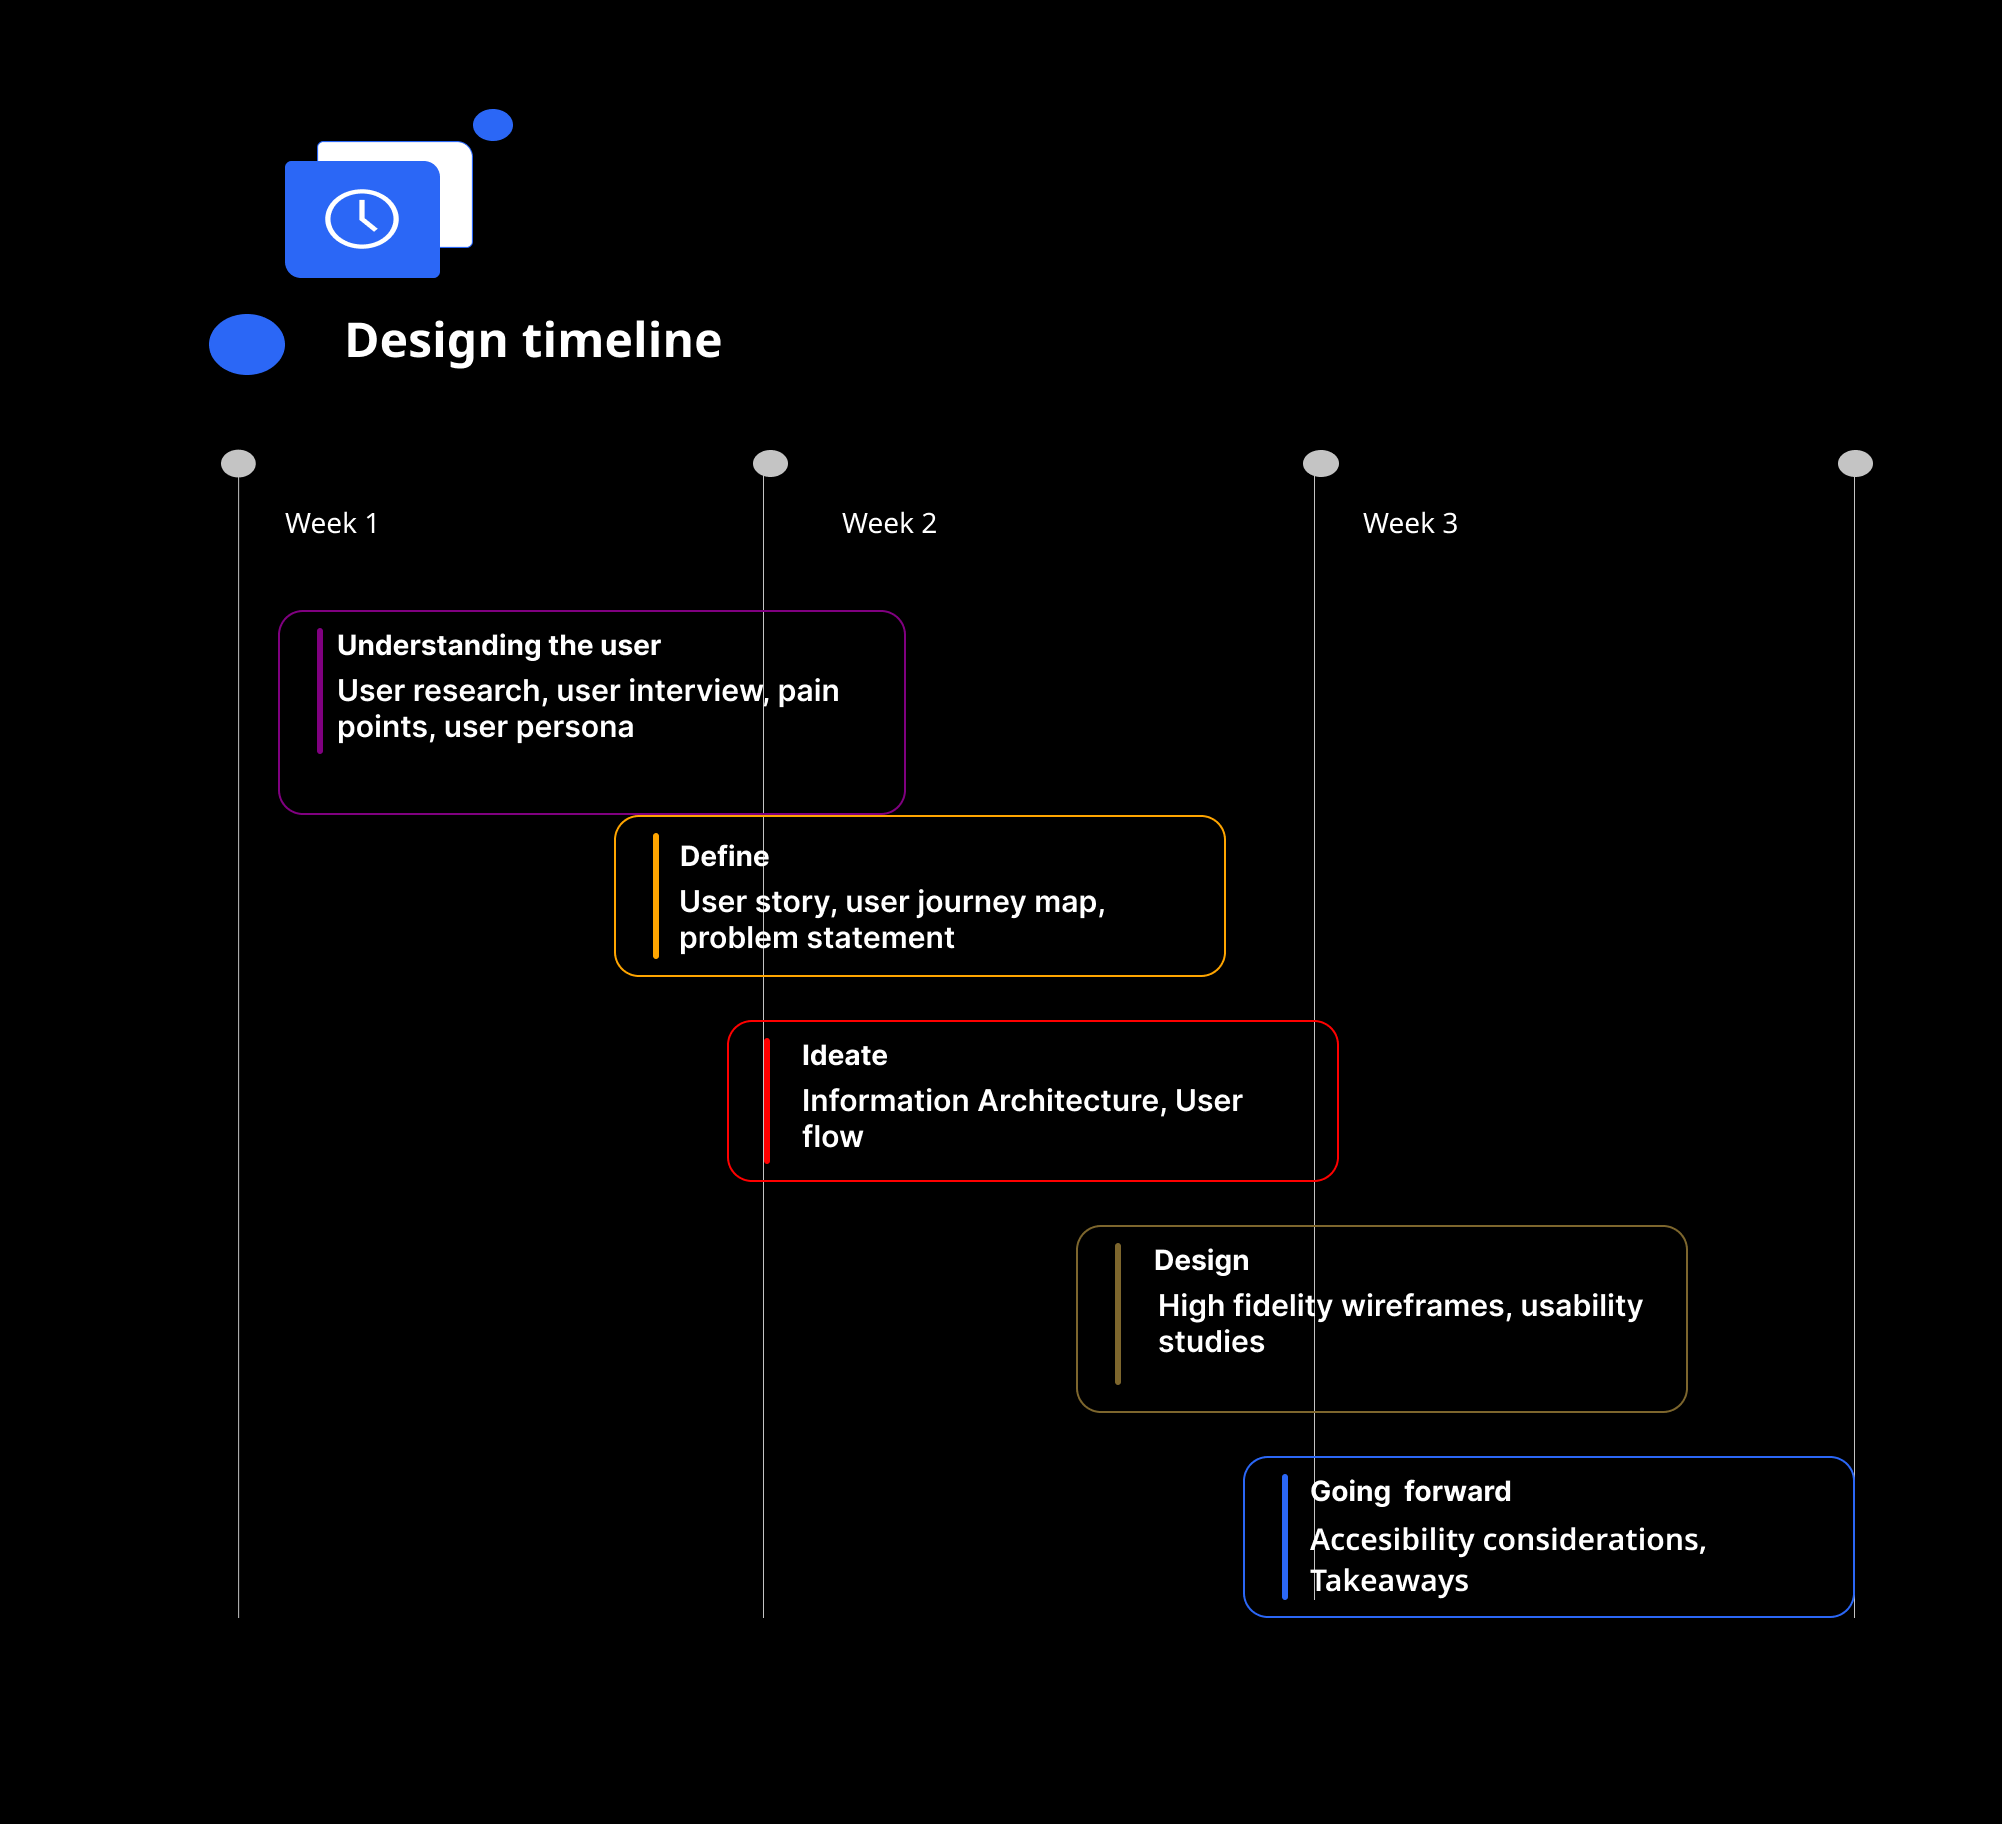 Design timeline
Week 1
Week 2
Week 3
Understanding the user
User research, user interview, pain
points, user persona
Define
User story, user journey map,
problem statement
Ideate
Information Architecture, User
flow
Design
High fidelity wireframes, usability
studies
Going  forward
Accesibility considerations,
Takeaways